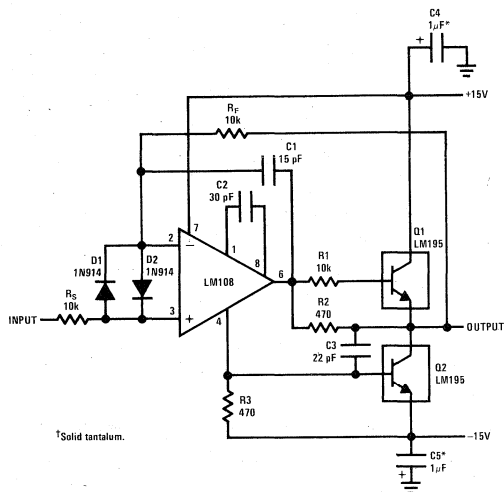 C4
1µF*
+
+15V
RF
10k
C1
15 pF
C2
30 pF
7
Q1
LM195
D1
1N914
D2
1N914
2
−
1
8
LM108
6
R1
10k
RS
10k
INPUT
3
+
4
R2
470
OUTPUT
C3
22 pF
Q2
LM195
R3
470
†Solid tantalum.
−15V
C5*
1µF
+